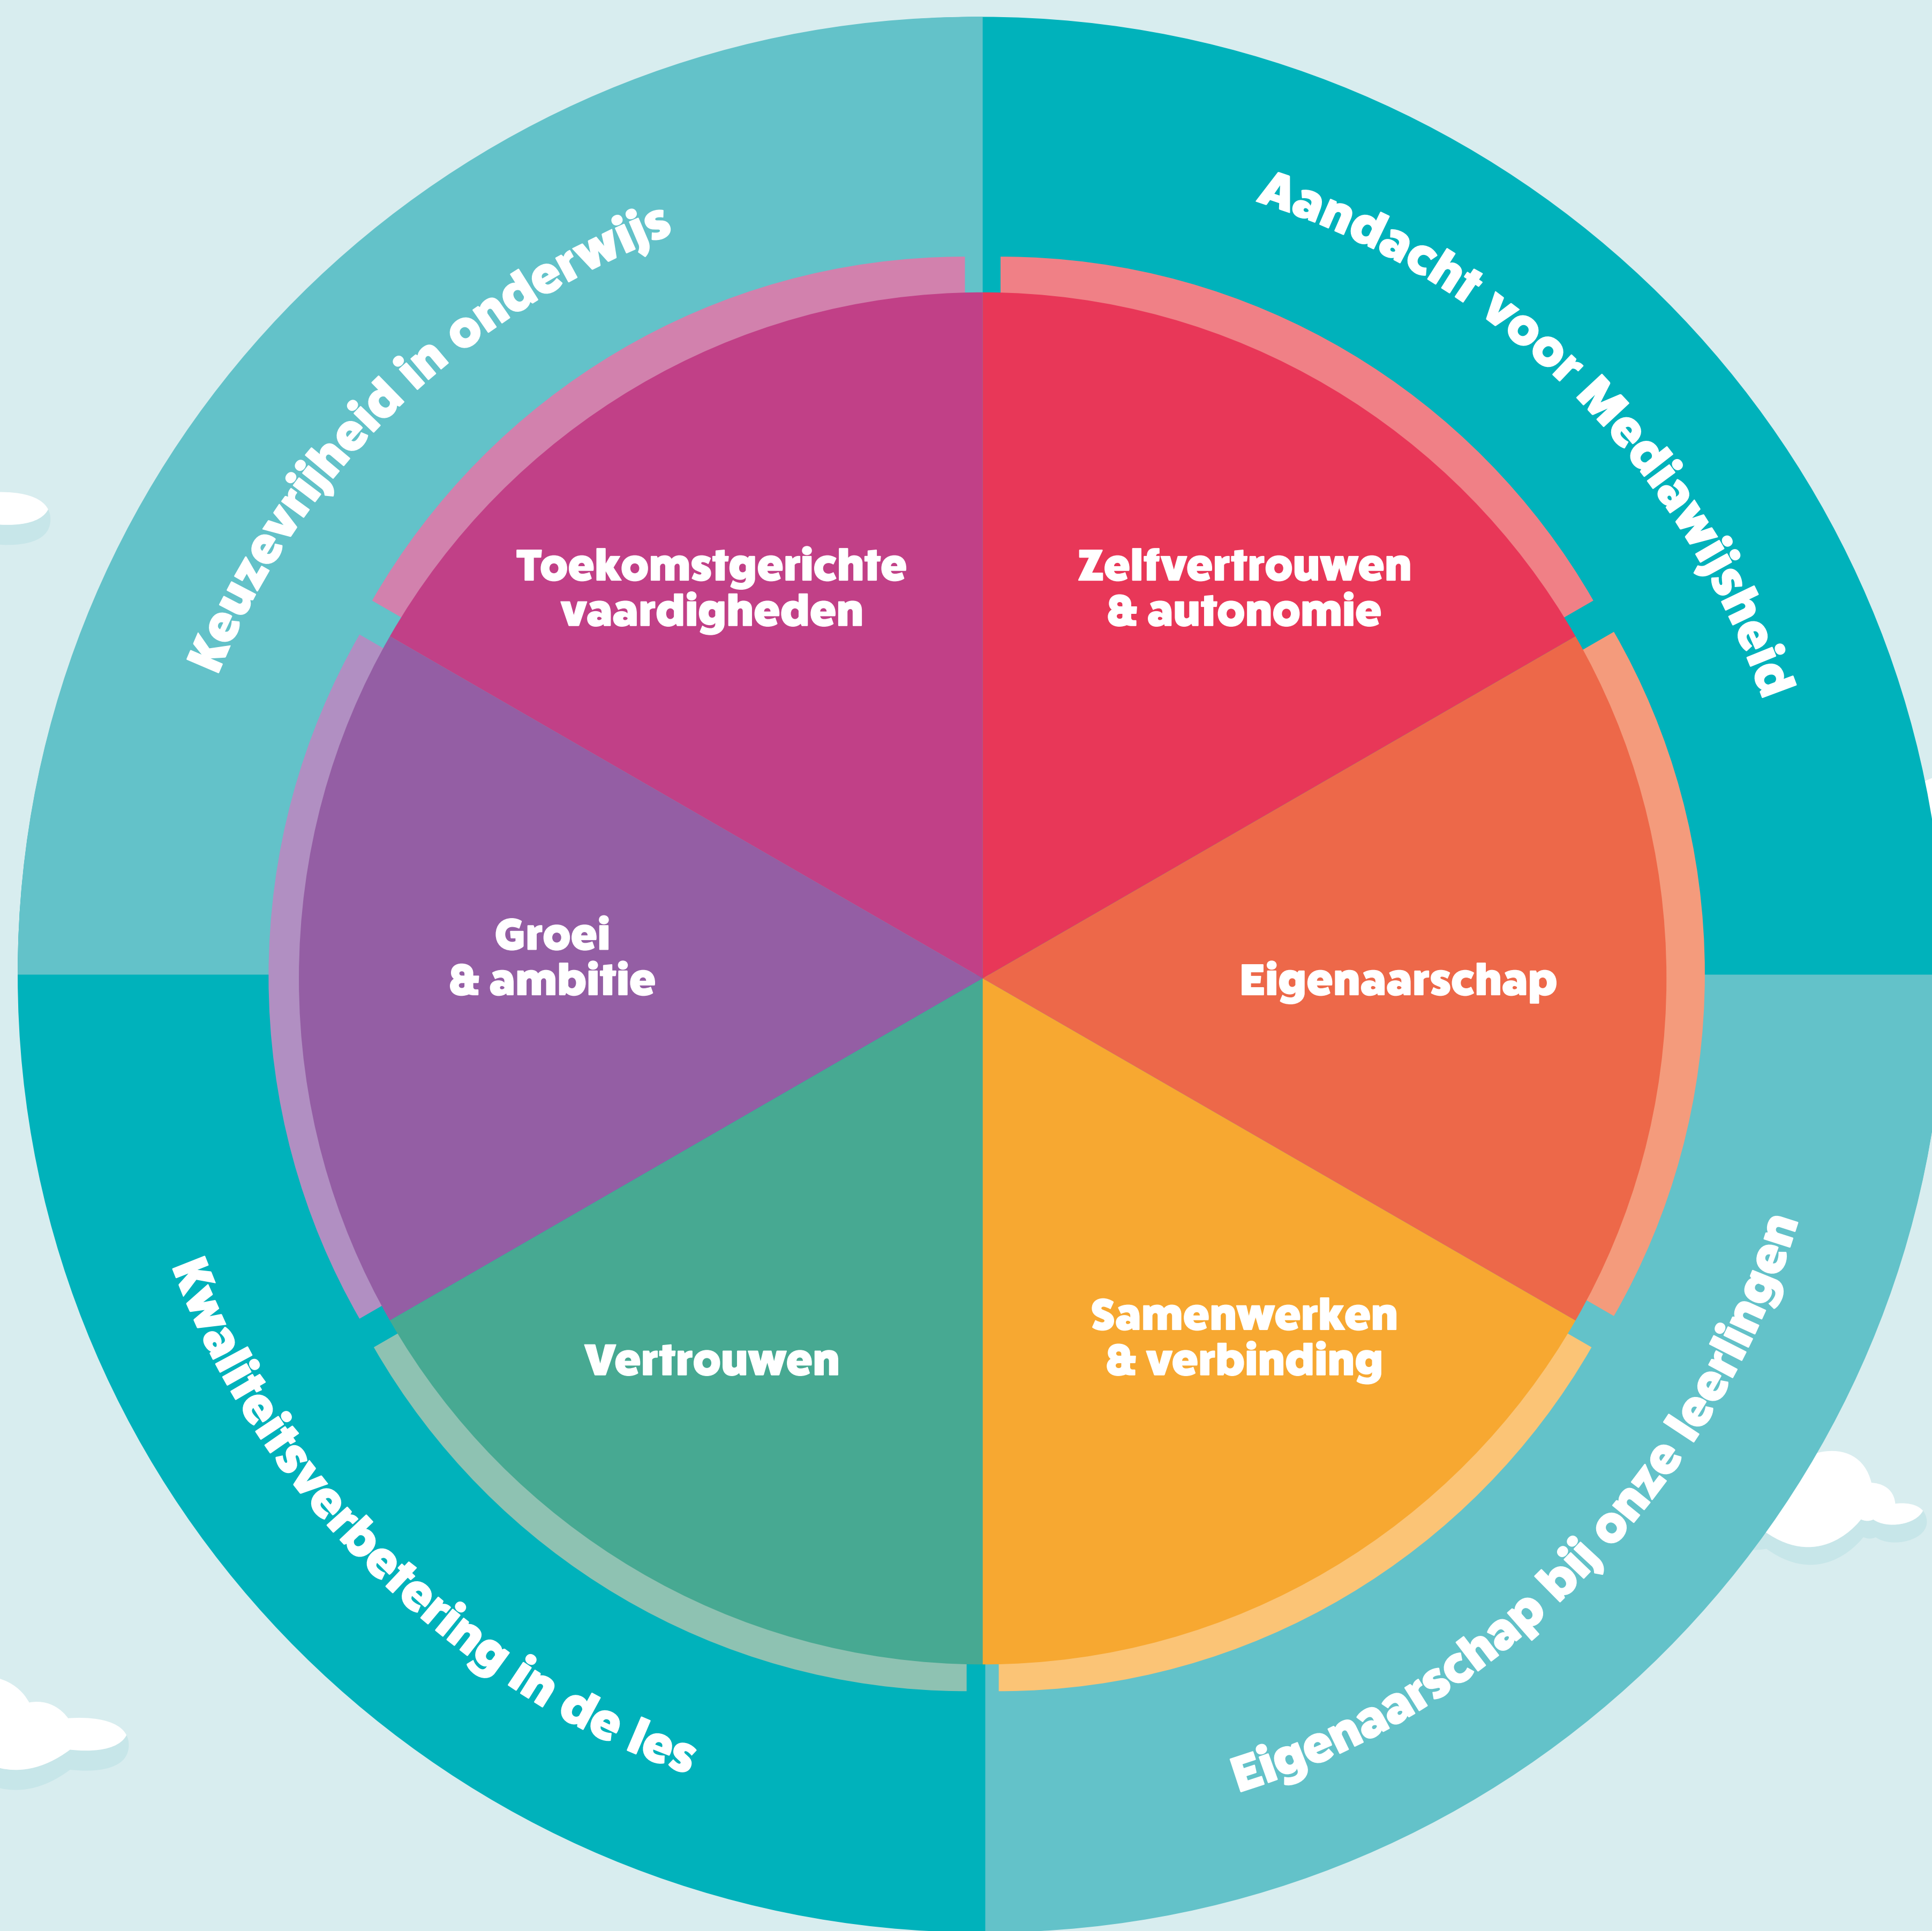 Keuzevrijheid in onderwijs
Aandacht voor Mediawijsheid
Toekomstgerichte
vaardigheden
Zelfvertrouwen
& autonomie
Groei
& ambitie
Eigenaarschap
Vertrouwen
Samenwerken
& verbinding
Kwaliteitsverbetering in de les
Eigenaarschap bij onze leerlingen